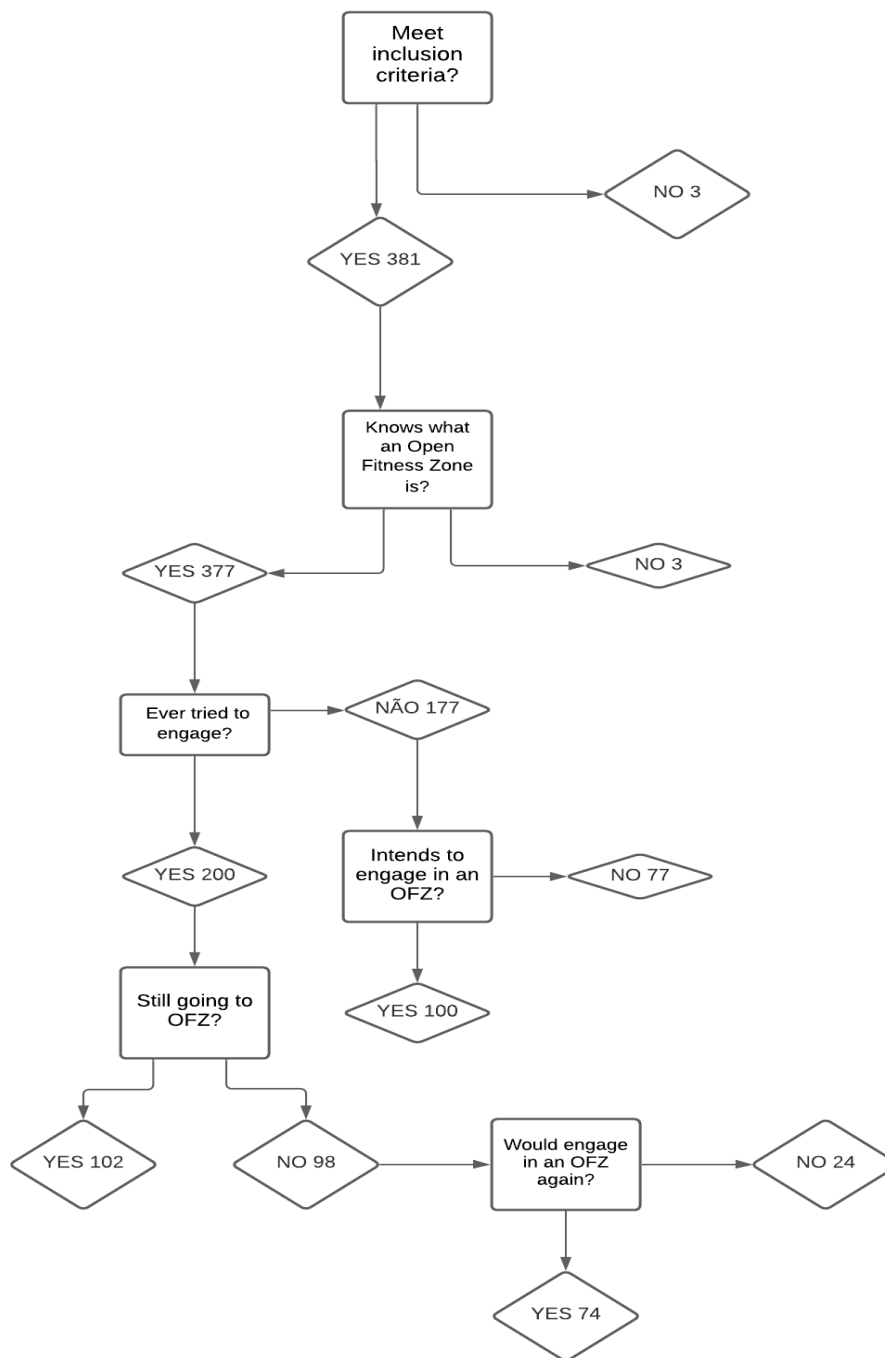 Meet
inclusion
criteria?
NO 3
YES 381
Knows what
an Open
Fitness Zone
is?
YES 377
NO 3
Ever tried to
engage?
NÃO 177
Intends to
engage in an
OFZ?
NO 77
YES 200
YES 100
Still going to
OFZ?
YES 102
NO 98
Would engage
in an OFZ
again?
NO 24
YES 74